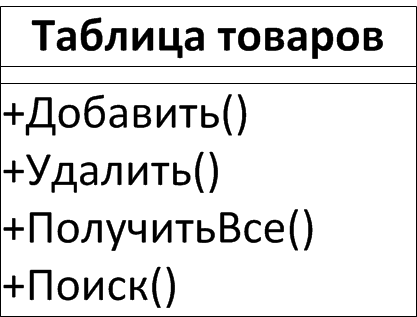 Таблица товаров
+Добавить()
+Удалить()
+ПолучитьВсе()
+Поиск()